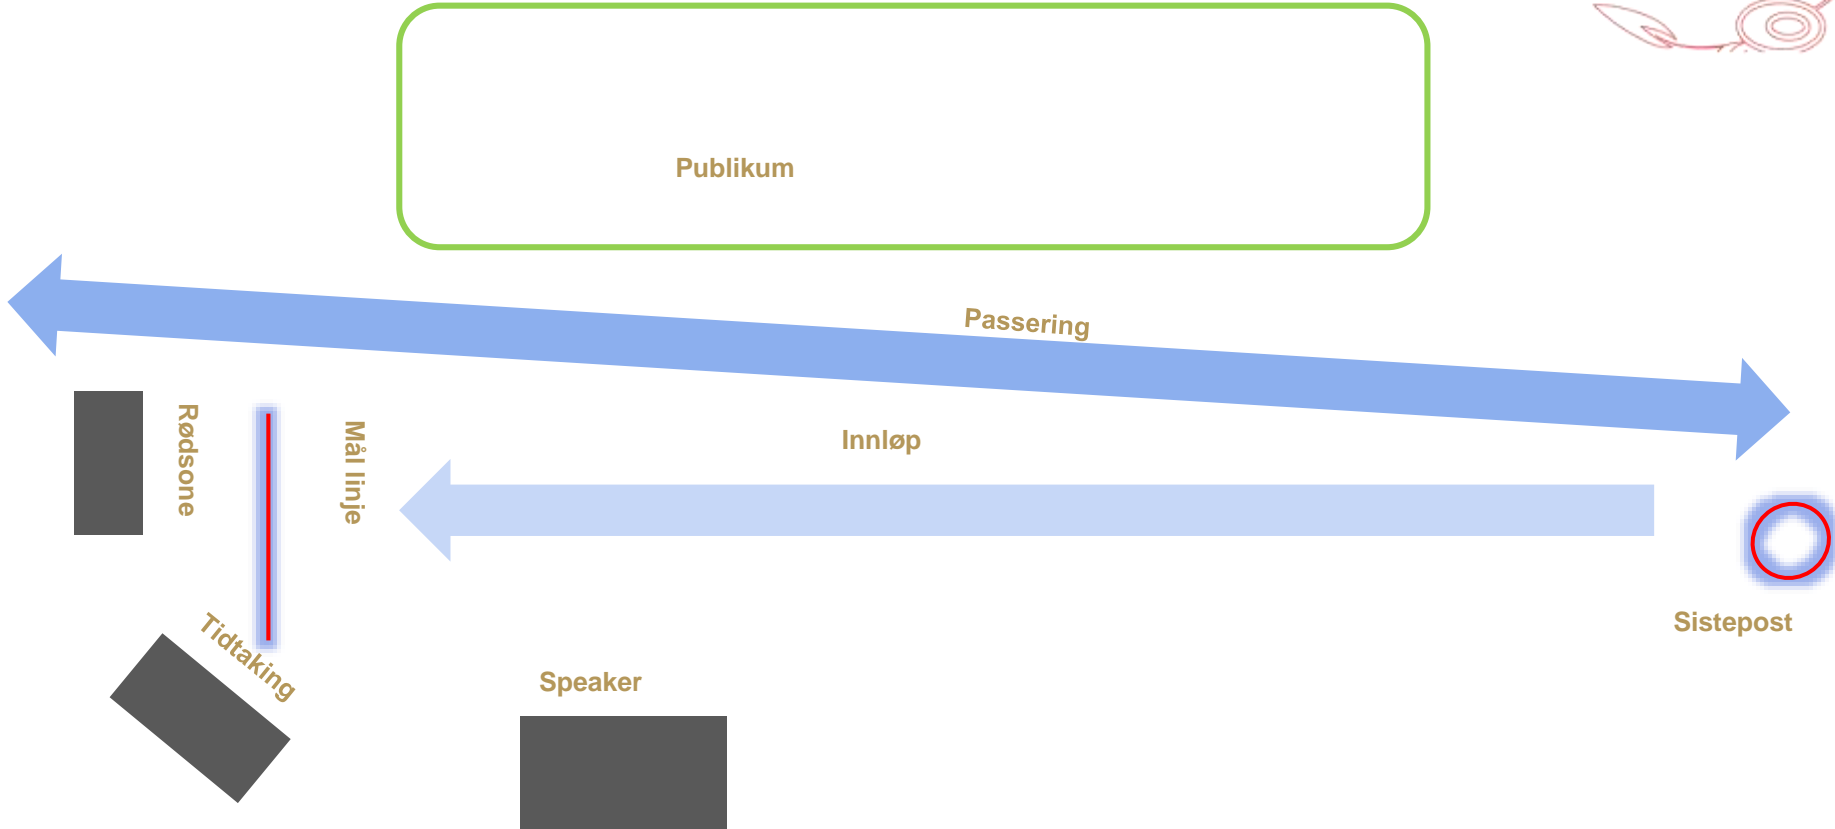 Publikum
Passering
Innløp
Rødsone
Mål linje
Sistepost
Tidtaking
Speaker